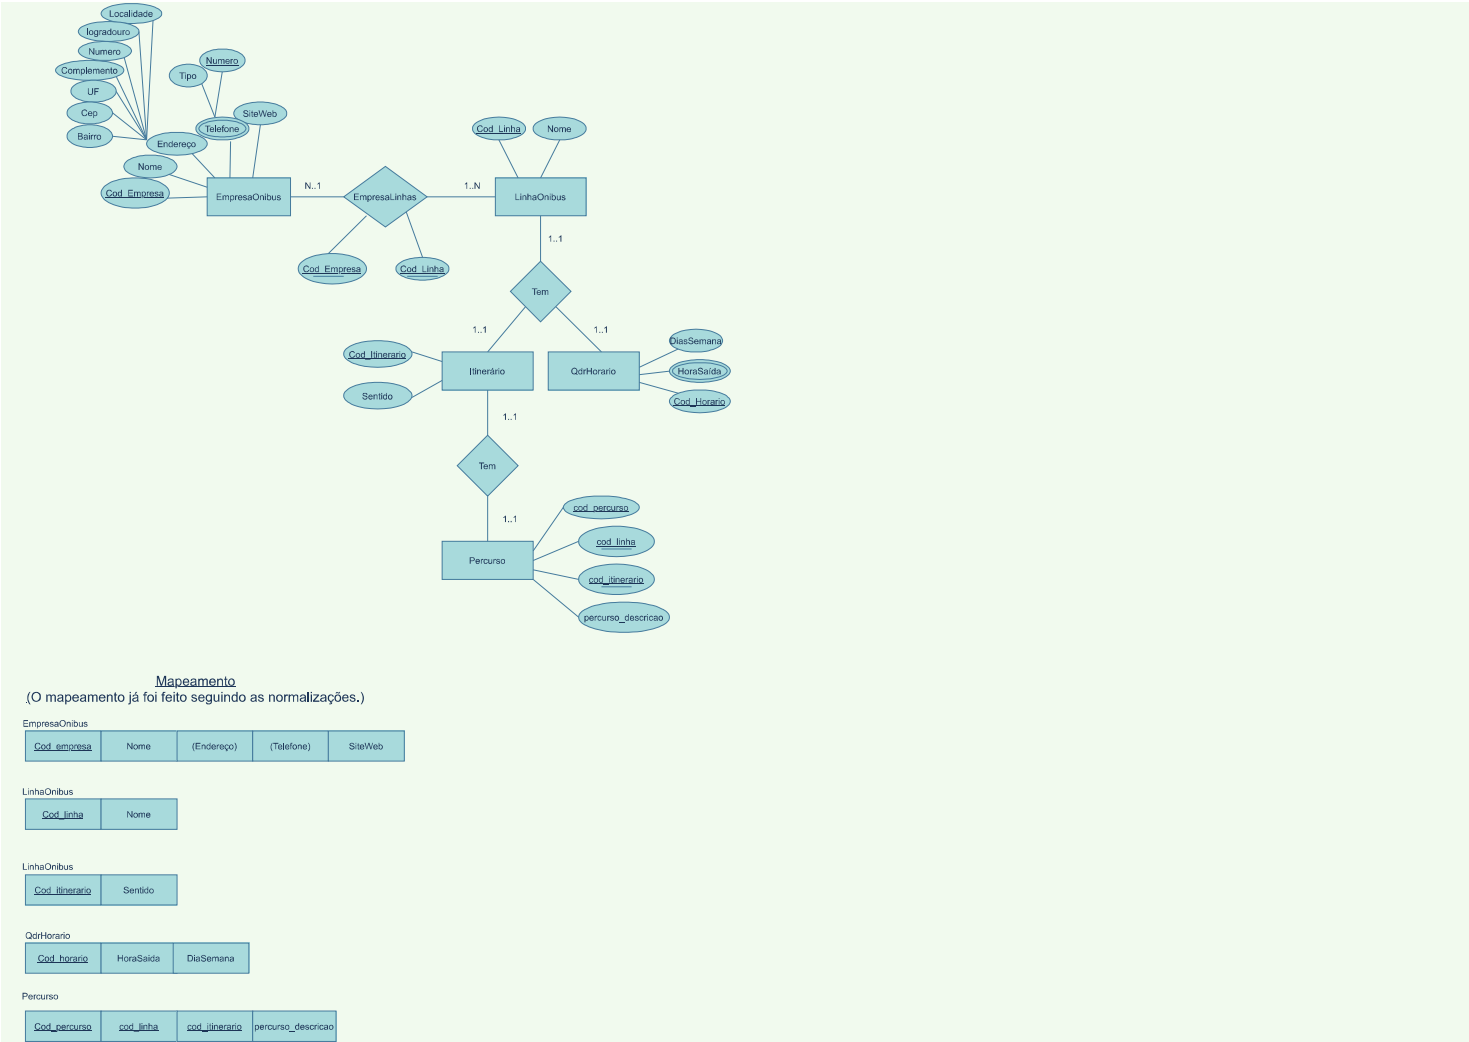 Localidade
logradouro
Numero
Complemento
UF
Cep
Bairro
Numero
Tipo
SiteWeb
Telefone
Endereço
Nome
Cod_Empresa
EmpresaOnibus
N..1
EmpresaLinhas
1..N
Cod_Linha
Nome
LinhaOnibus
Cod_Empresa
Cod_Linha
1..1
Tem
1..1
1..1
Cod_Itinerario
Sentido
Itinerário
QdrHorario
DiasSemana
HoraSaída
Cod_Horario
1..1
Tem
1..1
Percurso
cod_percurso
cod_linha
cod_itinerario
percurso_descricao
Mapeamento
(O mapeamento já foi feito seguindo as normalizações.)
EmpresaOnibus
Cod_empresa Nome (Endereço) (Telefone) SiteWeb
LinhaOnibus
Cod_linha Nome
LinhaOnibus
Cod_itinerario Sentido
QdrHorario
Cod_horario HoraSaida DiaSemana
Percurso
Cod_percurso cod_linha cod_itinerario percurso_descricao